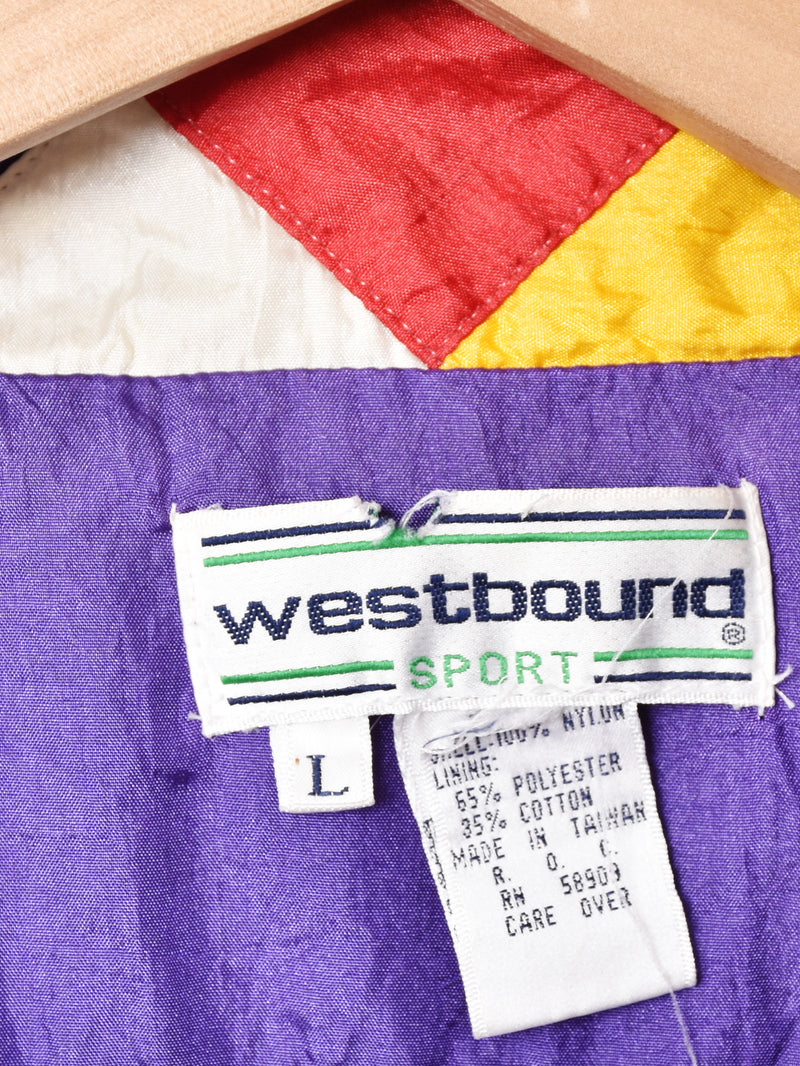 westbound
®
SPORT
L
SHELL:100% NYLON
LINING:
65% POLYESTER
35% COTTON
MADE IN TAIWAN
R. O. C.
RN 58909
CARE OVER